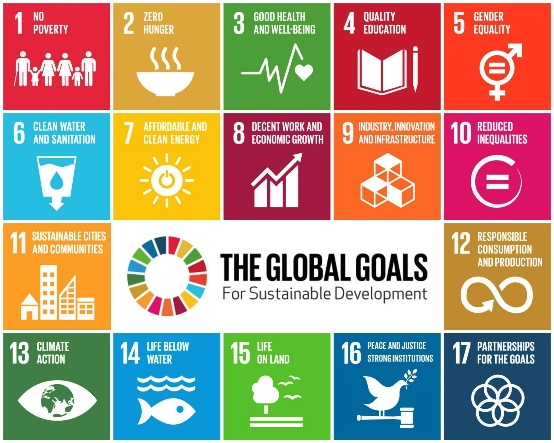 1 NO
POVERTY
2 ZERO
HUNGER
3 GOOD HEALTH
AND WELL-BEING
4 QUALITY
EDUCATION
5 GENDER
EQUALITY
6 CLEAN WATER
AND SANITATION
7 AFFORDABLE AND
CLEAN ENERGY
8 DECENT WORK AND
ECONOMIC GROWTH
9 INDUSTRY, INNOVATION
AND INFRASTRUCTURE
10 REDUCED
INEQUALITIES
11 SUSTAINABLE CITIES
AND COMMUNITIES
THE GLOBAL GOALS
For Sustainable Development
12 RESPONSIBLE
CONSUMPTION
AND PRODUCTION
13 CLIMATE
ACTION
14 LIFE BELOW
WATER
15 LIFE
ON LAND
16 PEACE AND JUSTICE
STRONG INSTITUTIONS
17 PARTNERSHIPS
FOR THE GOALS